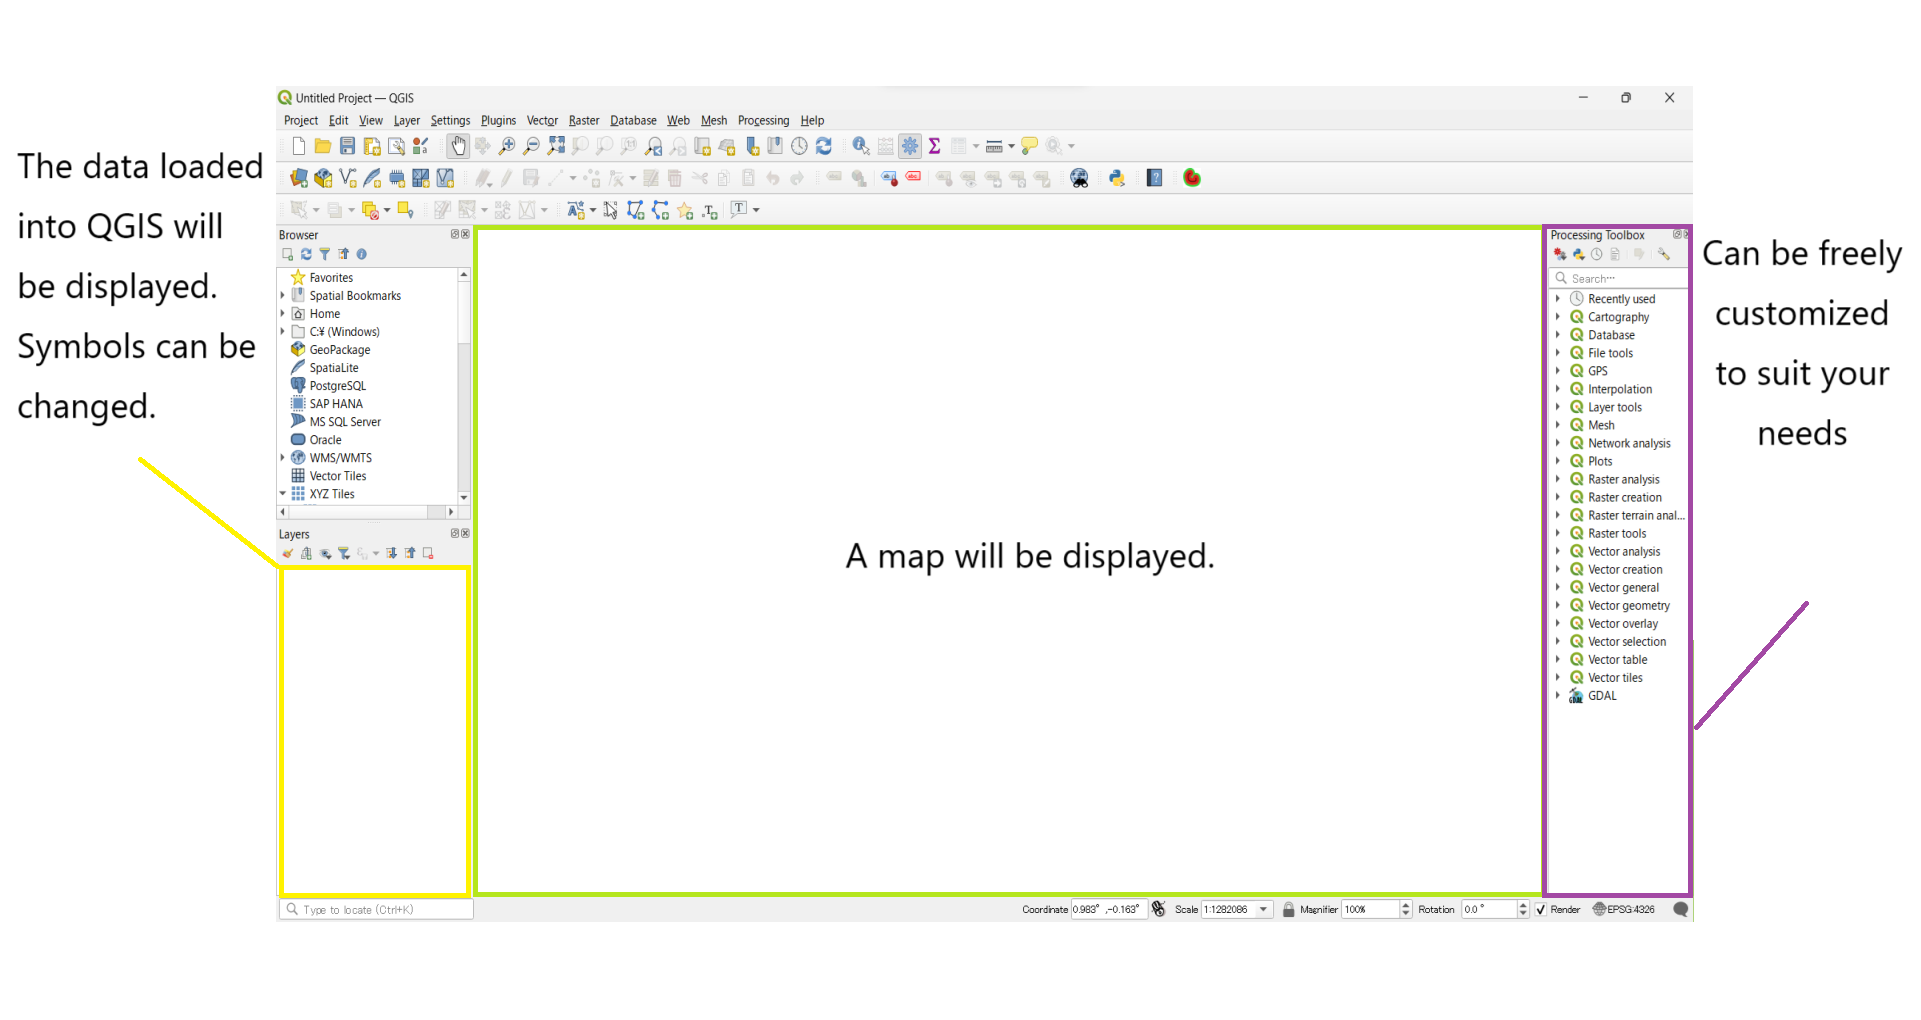 Untitled Project — QGIS
Project Edit View Layer Settings Plugins Vector Raster Database Web Mesh Processing Help
The data loaded
into QGIS will
be displayed.
Symbols can be
changed.
Browser
Favorites
Spatial Bookmarks
Home
C:¥ (Windows)
GeoPackage
SpatiaLite
PostgreSQL
SAP HANA
MS SQL Server
Oracle
WMS/WMTS
Vector Tiles
XYZ Tiles
Layers
A map will be displayed.
Processing Toolbox
Search…
Recently used
Cartography
Database
File tools
GPS
Interpolation
Layer tools
Mesh
Network analysis
Plots
Raster analysis
Raster creation
Raster terrain anal...
Raster tools
Vector analysis
Vector creation
Vector general
Vector geometry
Vector overlay
Vector selection
Vector table
Vector tiles
GDAL
Can be freely
customized
to suit your
needs
Type to locate (Ctrl+K)
Coordinate 0.983° ,-0.163° Scale 1:1282086 Magnifier 100% Rotation 0.0 ° Render EPSG:4326